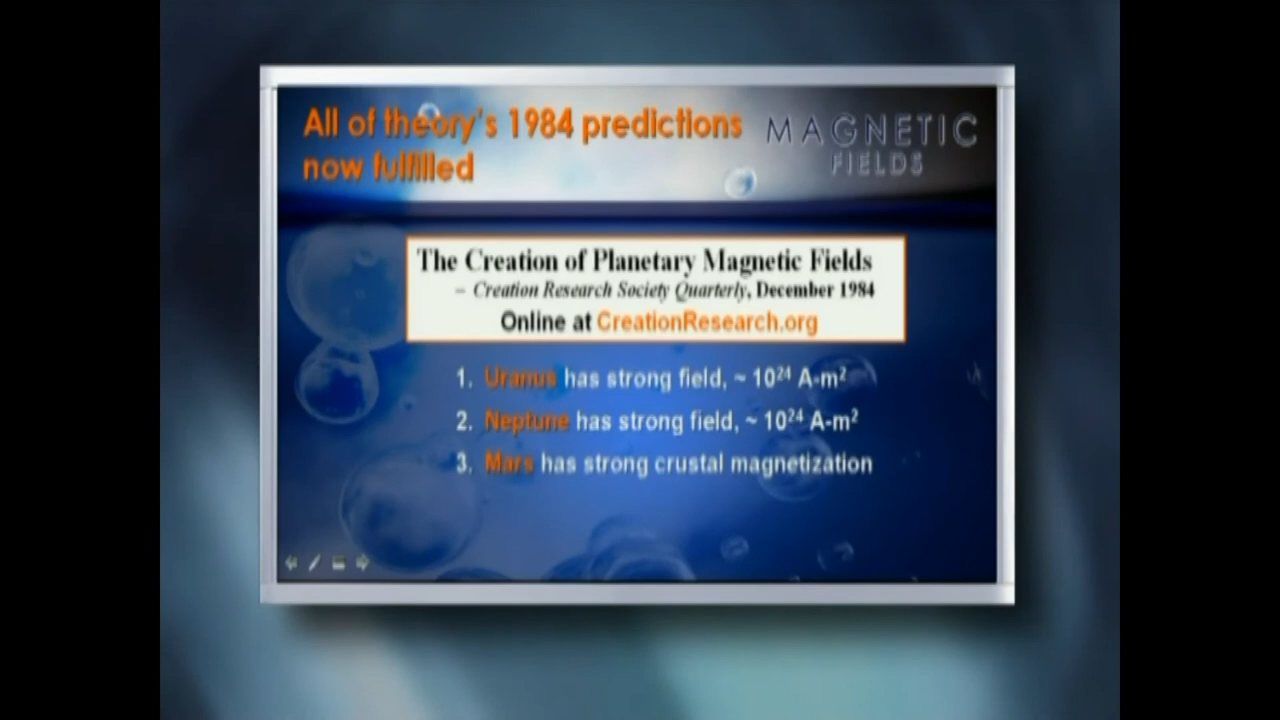 All of theory's 1984 predictions
now fulfilled
MAGNETIC
FIELDS
The Creation of Planetary Magnetic Fields
– Creation Research Society Quarterly, December 1984
Online at CreationResearch.org
1. Uranus has strong field, ~ 10²⁴ A-m²
2. Neptune has strong field, ~ 10²⁴ A-m²
3. Mars has strong crustal magnetization